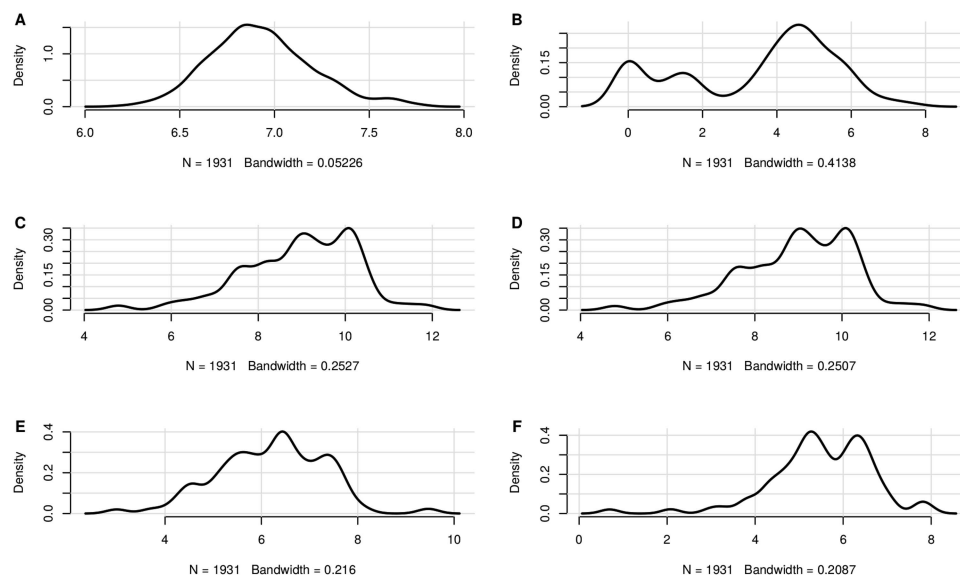 A
B
Density
0.0
1.0
6.0 6.5 7.0 7.5 8.0
N = 1931 Bandwidth = 0.05226
Density
0.00
0.15
0 2 4 6 8
N = 1931 Bandwidth = 0.4138
C
D
Density
0.00
0.15
0.30
4 6 8 10 12
N = 1931 Bandwidth = 0.2527
Density
0.00
0.15
0.30
4 6 8 10 12
N = 1931 Bandwidth = 0.2507
E
F
Density
0.0
0.2
0.4
4 6 8 10
N = 1931 Bandwidth = 0.216
Density
0.0
0.2
0.4
0 2 4 6 8
N = 1931 Bandwidth = 0.2087